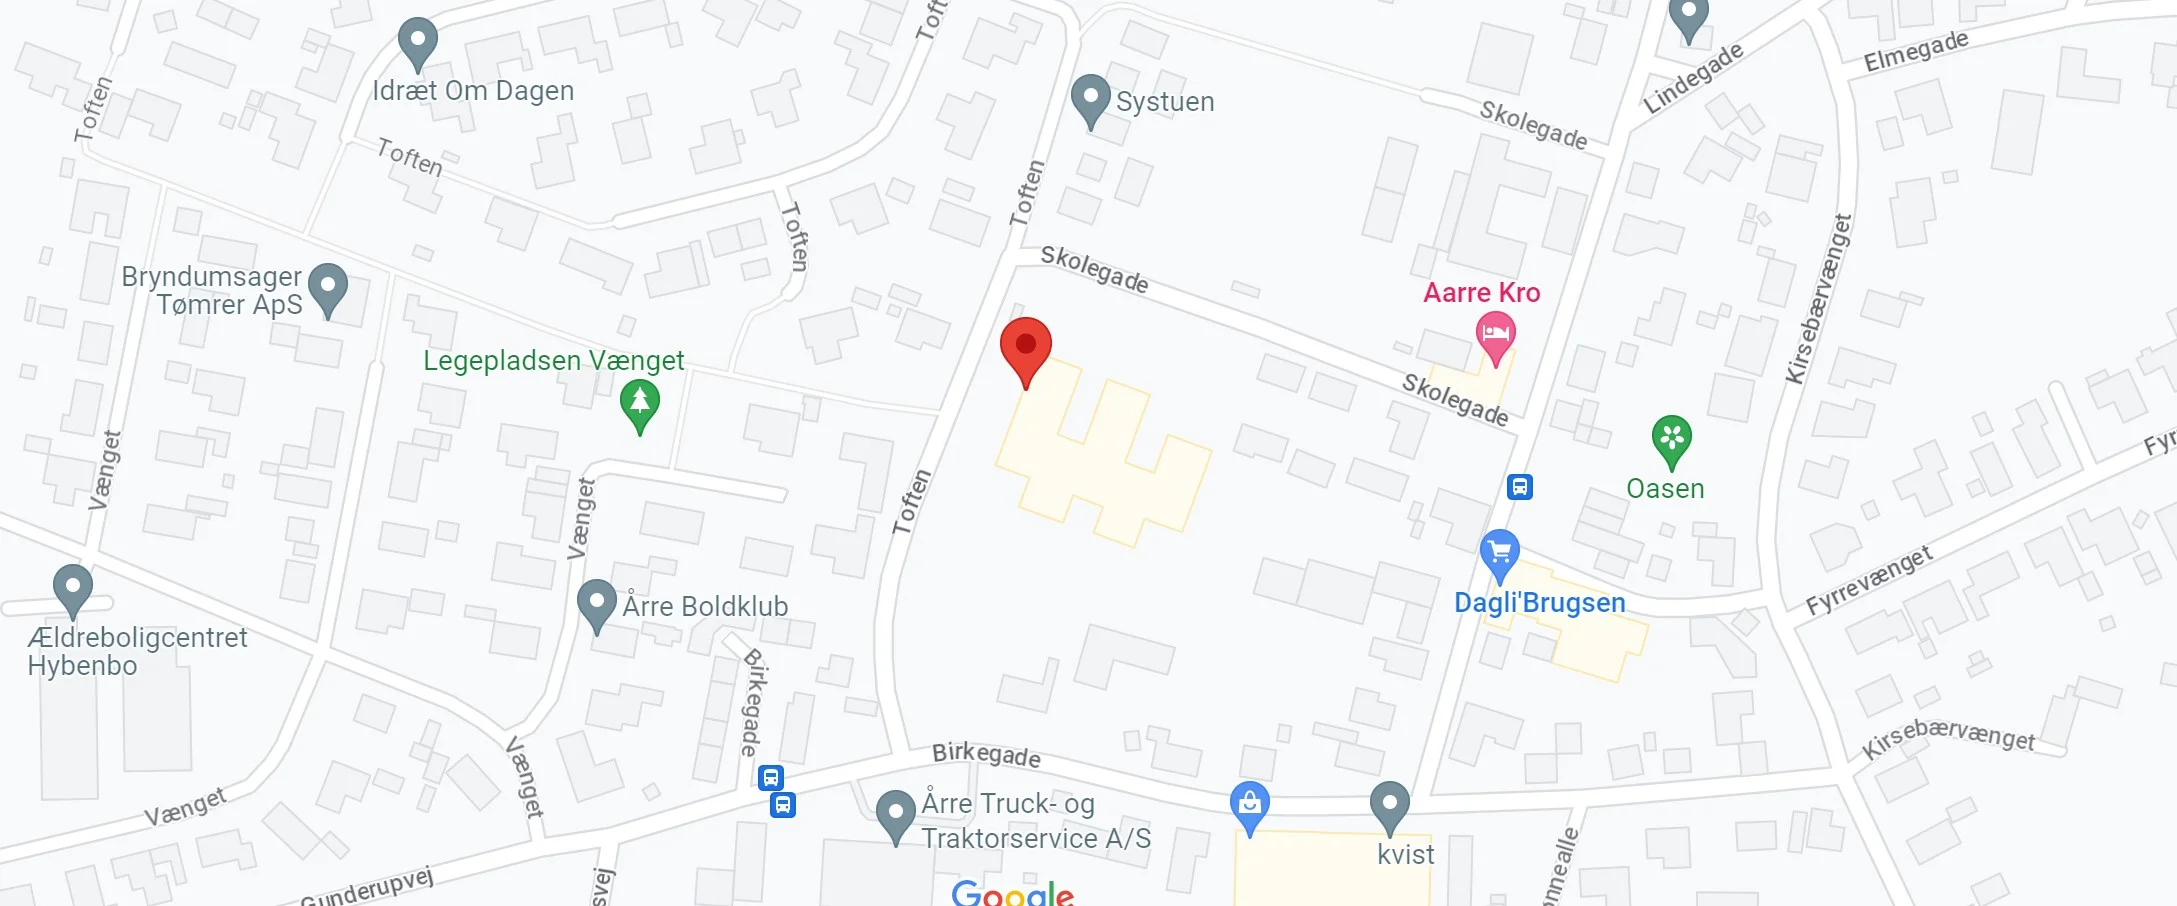 Toften
Elmegade
Lindegade
Idræt Om Dagen
Toften
Systuen
Skolegade
Toften
Toften
Toften
Kirsebærvænget
Skolegade
Bryndumsager
Tømrer ApS
Aarre Kro
Legepladsen Vænget
Skolegade
Vænget
Oasen
Toften
Vænget
Dagli'Brugsen
Fyrrevænget
Årre Boldklub
Ældreboligcentret
Hybenbo
Birkegade
Kirsebærvænget
Birkegade
Vænget
Vænget
Årre Truck- og
Traktorservice A/S
kvist
Gunderupvej
Google